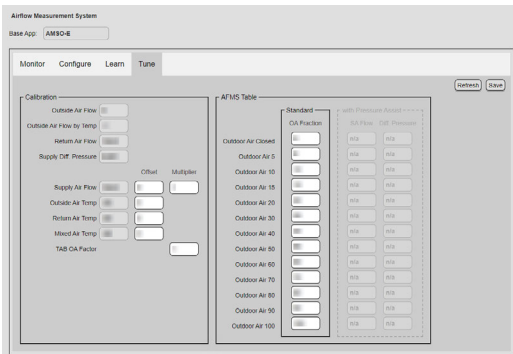 Airflow Measurement System
Base App: AMSO-E
Monitor Configure Learn Tune
Refresh Save
Calibration
Outside Air Flow
Outside Air Flow by Temp
Return Air Flow
Supply Diff. Pressure
Offset Multiplier
Supply Air Flow
Outside Air Temp
Return Air Temp
Mixed Air Temp
TAB OA Factor
AFMS Table
Standard with Pressure Assist
OA Fraction SA Flow Diff. Pressure
Outdoor Air Closed n/a n/a
Outdoor Air 5 n/a n/a
Outdoor Air 10 n/a n/a
Outdoor Air 15 n/a n/a
Outdoor Air 20 n/a n/a
Outdoor Air 30 n/a n/a
Outdoor Air 40 n/a n/a
Outdoor Air 50 n/a n/a
Outdoor Air 60 n/a n/a
Outdoor Air 70 n/a n/a
Outdoor Air 80 n/a n/a
Outdoor Air 90 n/a n/a
Outdoor Air 100 n/a n/a